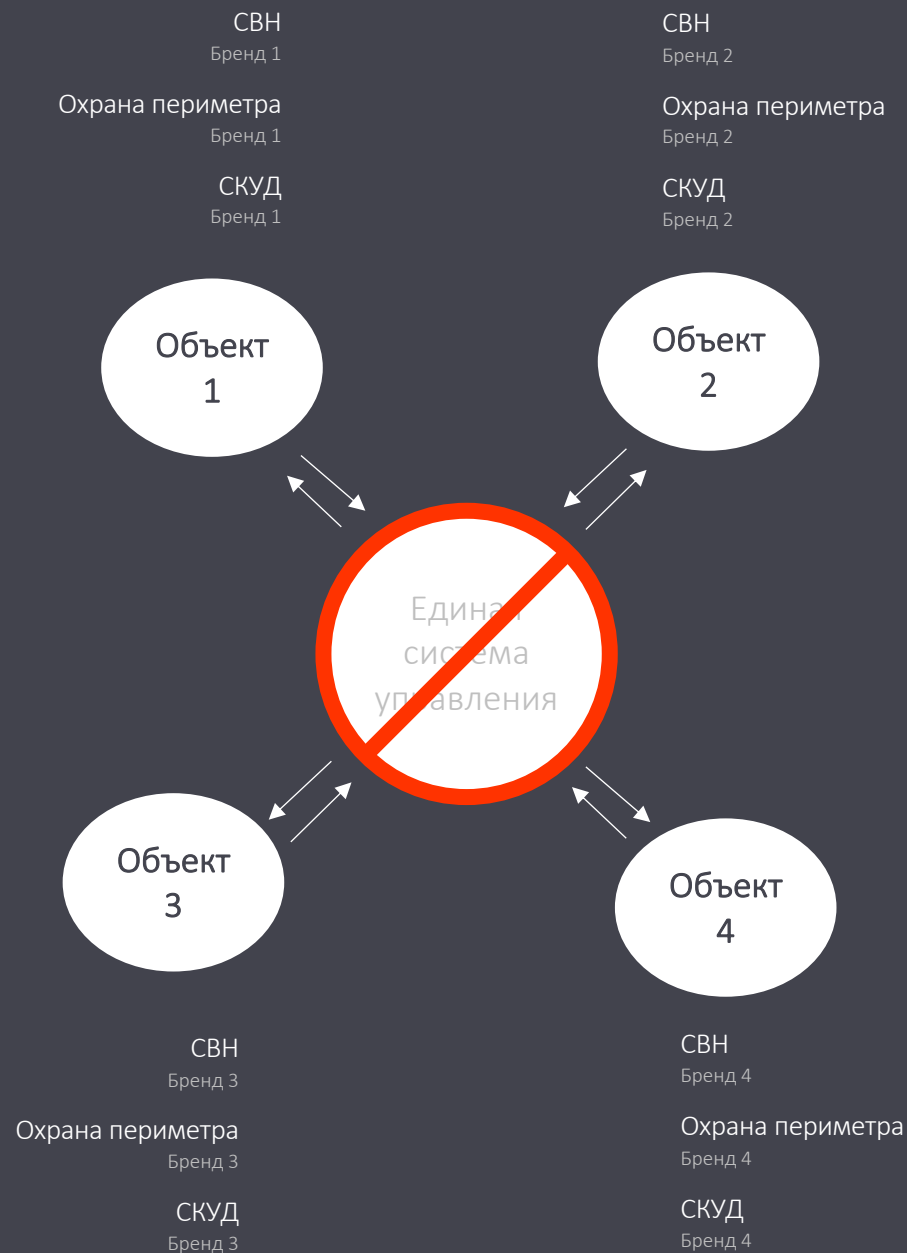 СВН
Бренд 1
Охрана периметра
Бренд 1
СКУД
Бренд 1
СВН
Бренд 2
Охрана периметра
Бренд 2
СКУД
Бренд 2
Объект
1
Объект
2
Единая
система
управления
Объект
3
Объект
4
СВН
Бренд 3
Охрана периметра
Бренд 3
СКУД
Бренд 3
СВН
Бренд 4
Охрана периметра
Бренд 4
СКУД
Бренд 4